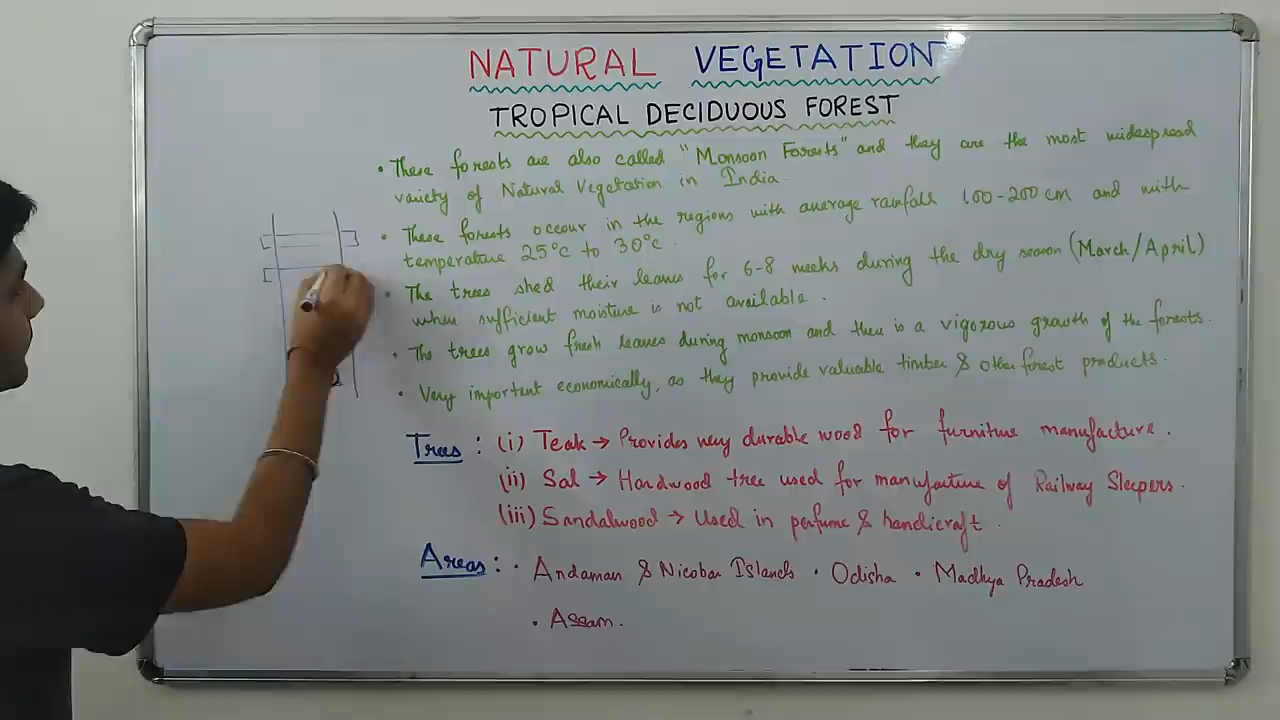 NATURAL VEGETATION
TROPICAL DECIDUOUS FOREST
• These forests are also called "Monsoon Forests" and they are the most widespread
variety of Natural Vegetation in India.
• These forests occur in the regions with average rainfall 100-200 cm and with
temperature 25°C to 30°C.
• The trees shed their leaves for 6-8 weeks during the dry season (March/April)
when sufficient moisture is not available.
• The trees grow fresh leaves during monsoon and there is a vigorous growth of the forests.
• Very important economically, as they provide valuable timber & other forest products.
Trees : (i) Teak → Provides very durable wood for furniture manufacture.
(ii) Sal → Hardwood tree used for manufacture of Railway Sleepers.
(iii) Sandalwood → Used in perfume & handicraft.
Areas : • Andaman & Nicobar Islands • Odisha • Madhya Pradesh
• Assam.